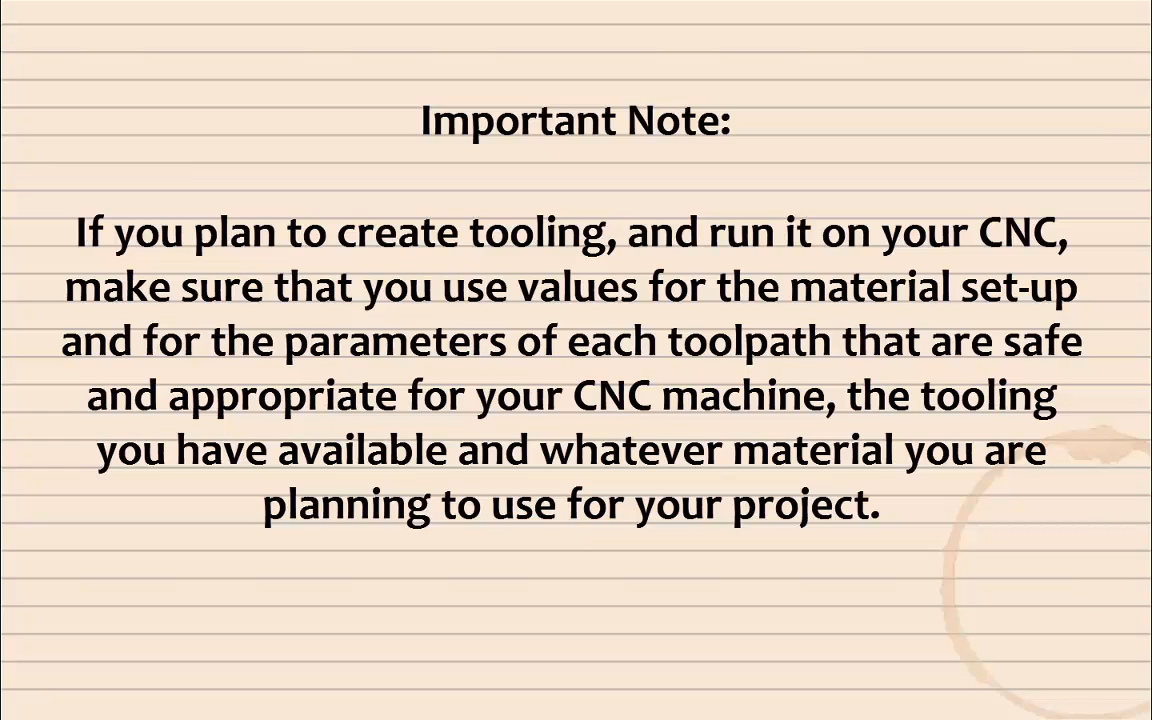 Important Note:
If you plan to create tooling, and run it on your CNC,
make sure that you use values for the material set-up
and for the parameters of each toolpath that are safe
and appropriate for your CNC machine, the tooling
you have available and whatever material you are
planning to use for your project.